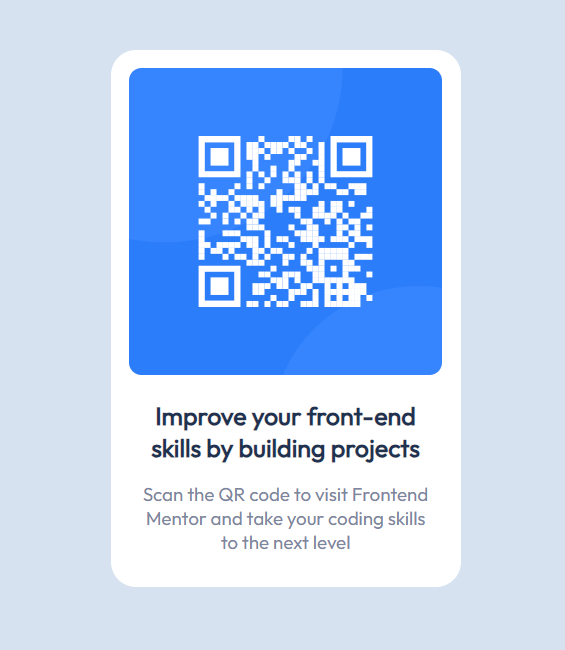 Improve your front-end
skills by building projects
Scan the QR code to visit Frontend
Mentor and take your coding skills
to the next level